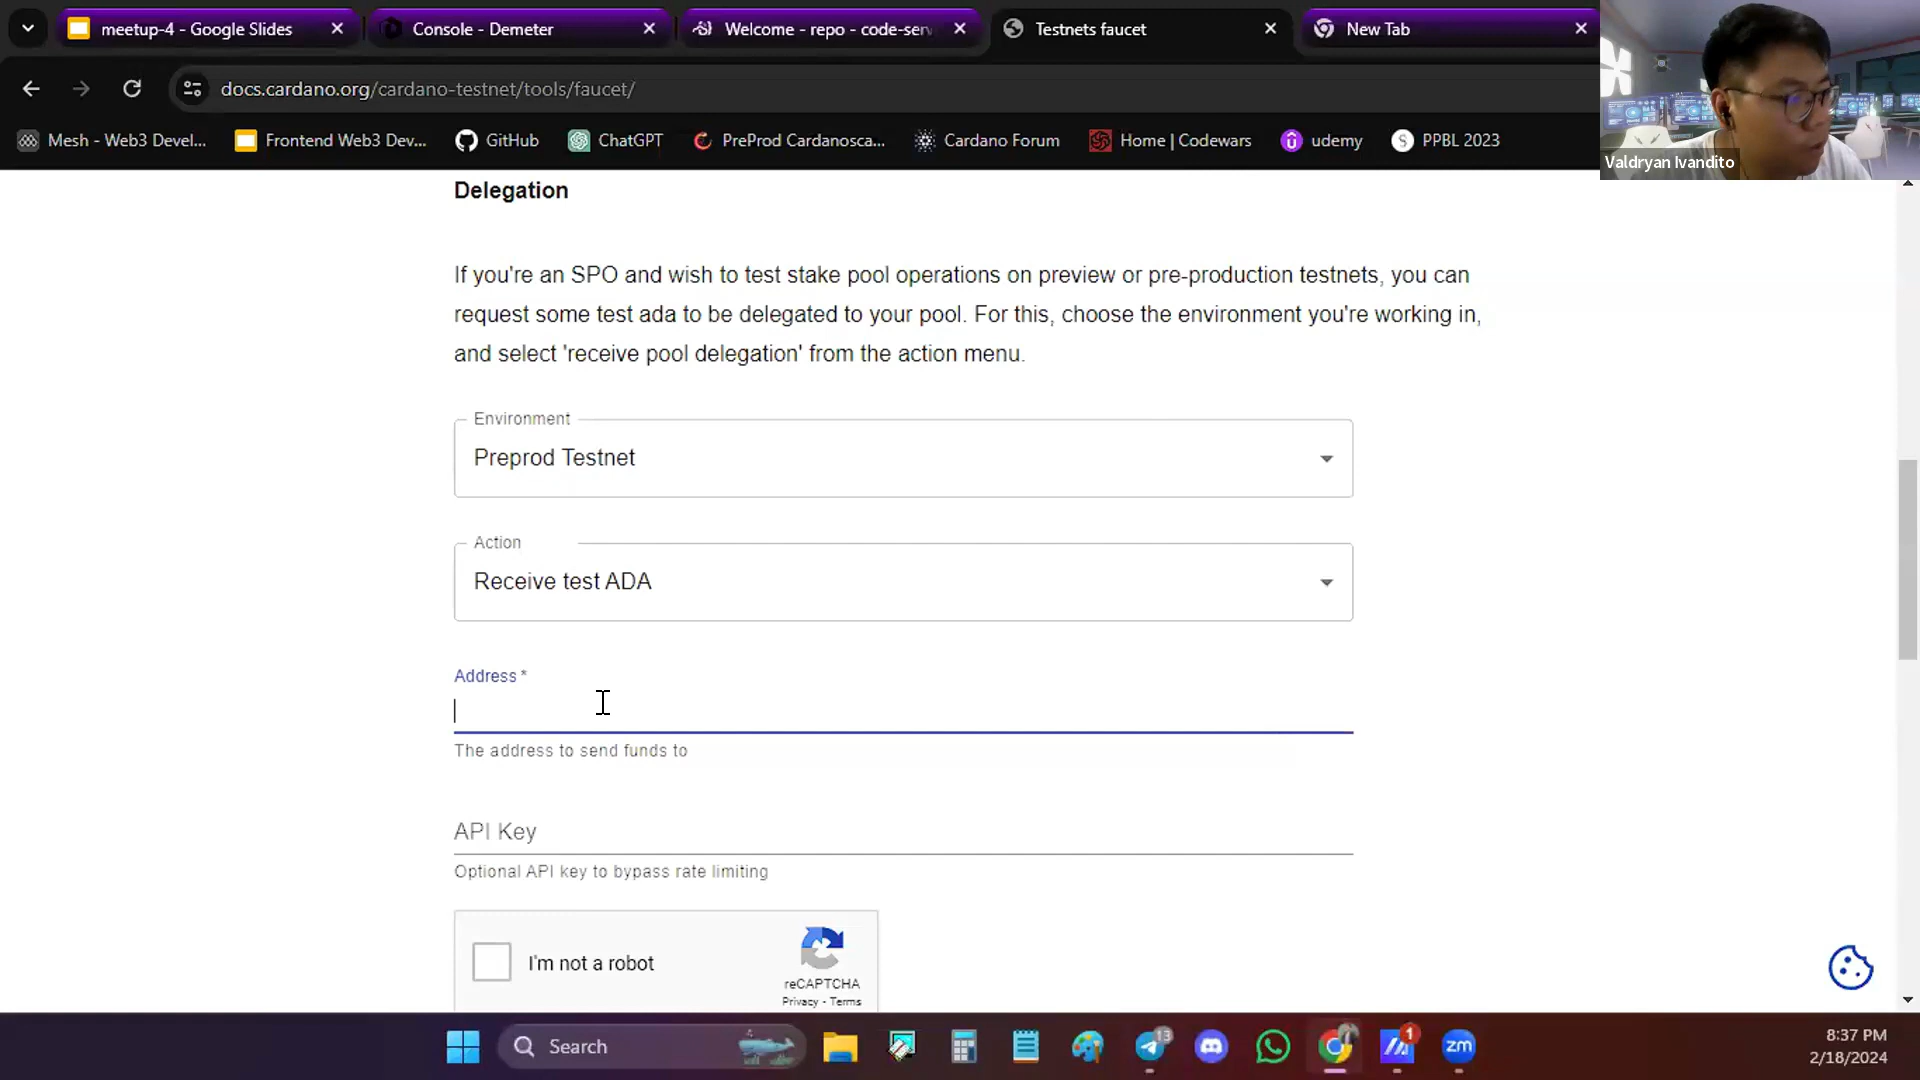 meetup-4 - Google Slides
Console - Demeter
Welcome - repo - code-serv
Testnets faucet
New Tab
docs.cardano.org/cardano-testnet/tools/faucet/
Mesh - Web3 Devel...
Frontend Web3 Dev...
GitHub
ChatGPT
PreProd Cardanosca...
Cardano Forum
Home | Codewars
udemy
PPBL 2023
Valdryan Ivandito
Delegation
If you're an SPO and wish to test stake pool operations on preview or pre-production testnets, you can
request some test ada to be delegated to your pool. For this, choose the environment you're working in,
and select 'receive pool delegation' from the action menu.
Environment
Preprod Testnet
Action
Receive test ADA
Address *
The address to send funds to
API Key
Optional API key to bypass rate limiting
I'm not a robot
reCAPTCHA
Privacy - Terms
Search
13
1
zm
8:37 PM
2/18/2024